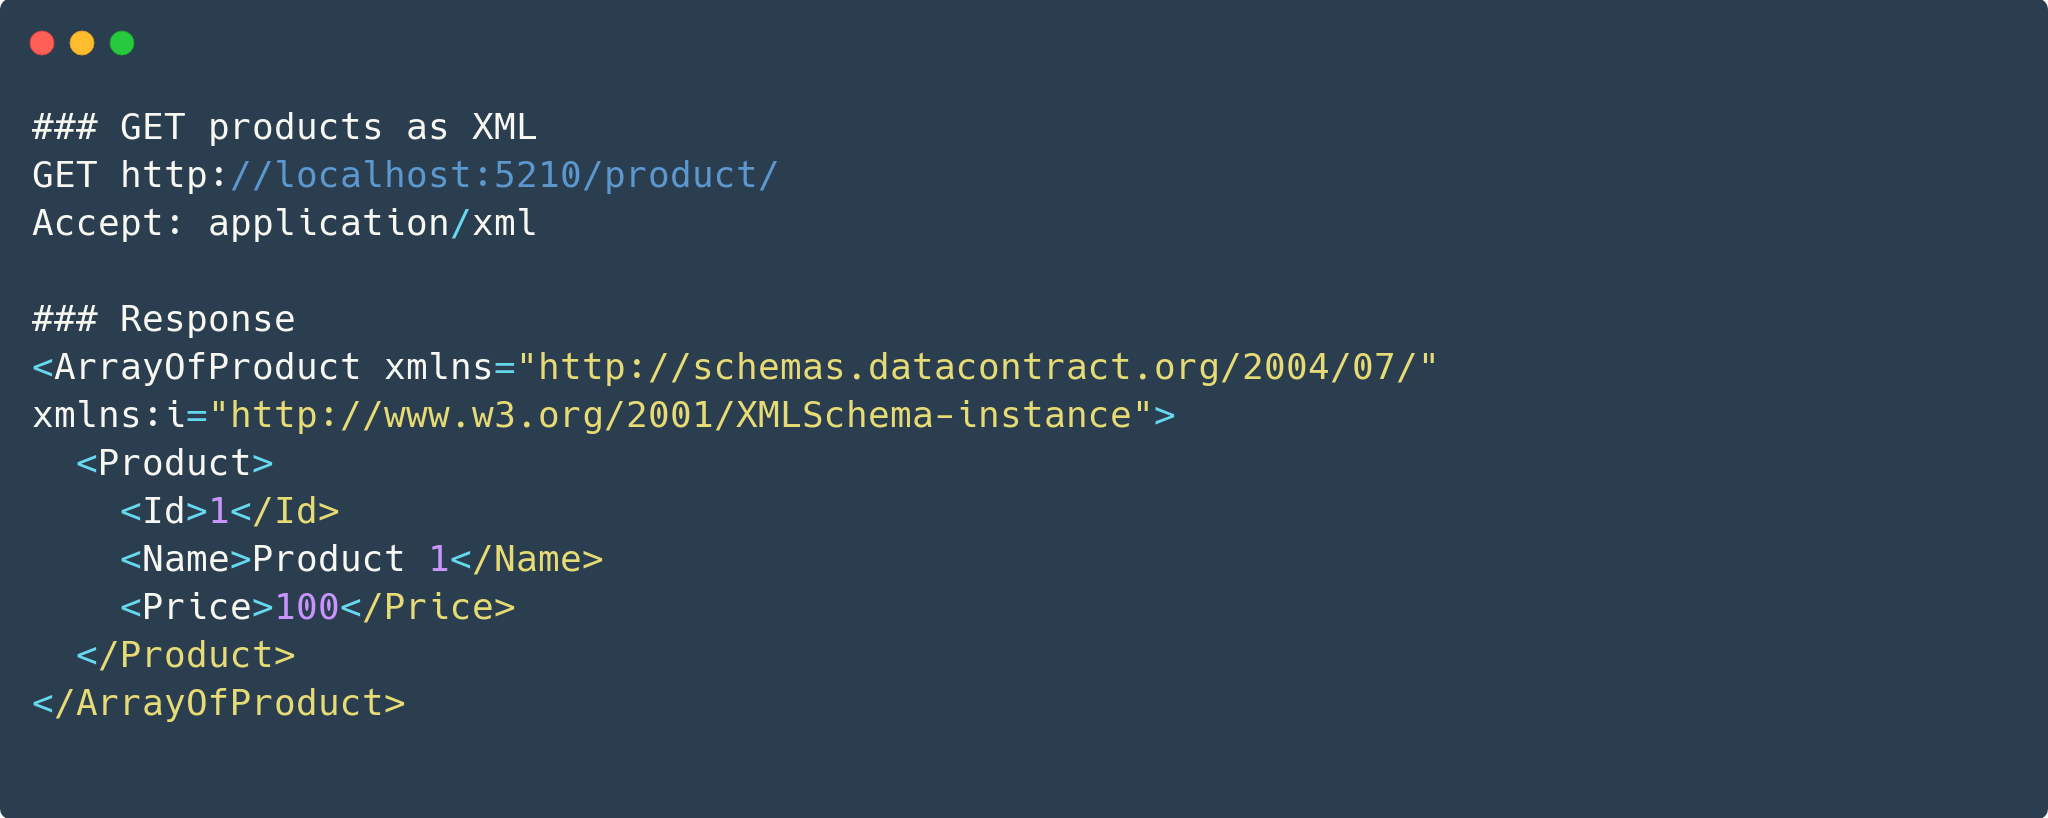 ### GET products as XML
GET http://localhost:5210/product/
Accept: application/xml

### Response
<ArrayOfProduct xmlns="http://schemas.datacontract.org/2004/07/"
xmlns:i="http://www.w3.org/2001/XMLSchema-instance">
  <Product>
    <Id>1</Id>
    <Name>Product 1</Name>
    <Price>100</Price>
  </Product>
</ArrayOfProduct>